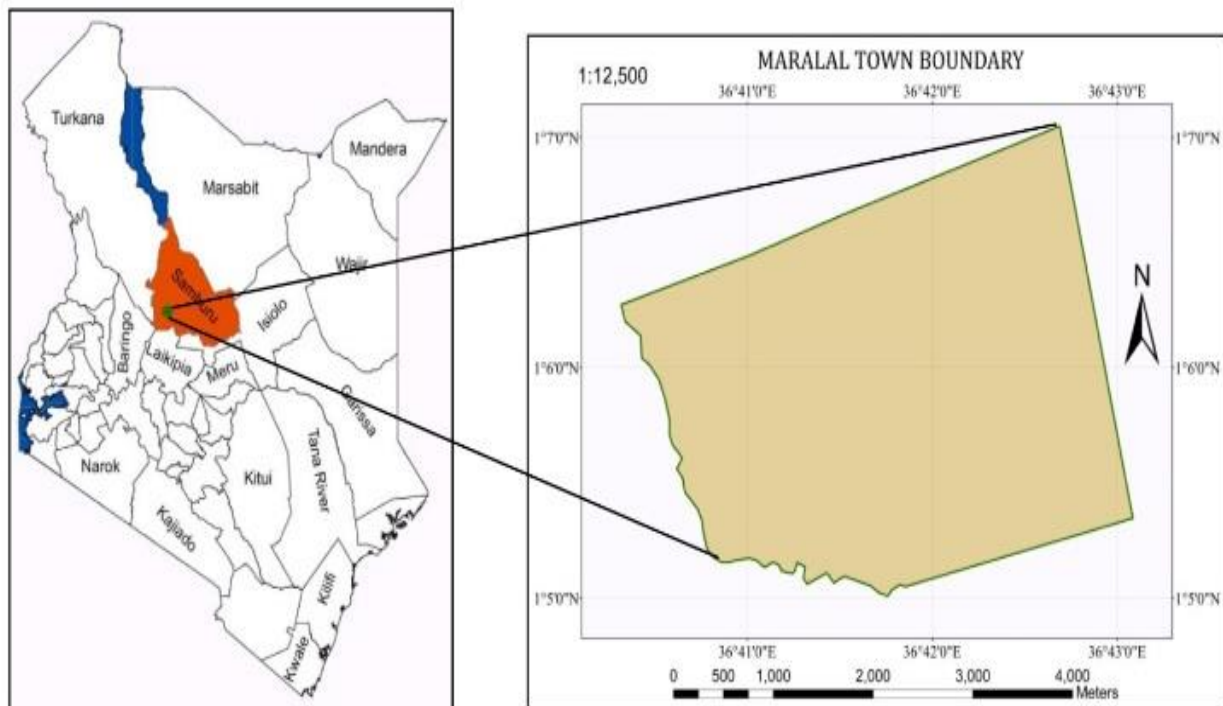 Turkana
Mandera
Marsabit
Wajir
Samburu
Isiolo
Baringo
Laikipia
Meru
Garissa
Narok
Kitui
Tana River
Kajiado
Kilifi
Kwale
MARALAL TOWN BOUNDARY
1:12,500
36°41'0"E 36°42'0"E 36°43'0"E
1°7'0"N 1°7'0"N
N
1°6'0"N 1°6'0"N
1°5'0"N 1°5'0"N
36°41'0"E 36°42'0"E 36°43'0"E
0 500 1,000 2,000 3,000 4,000
Meters